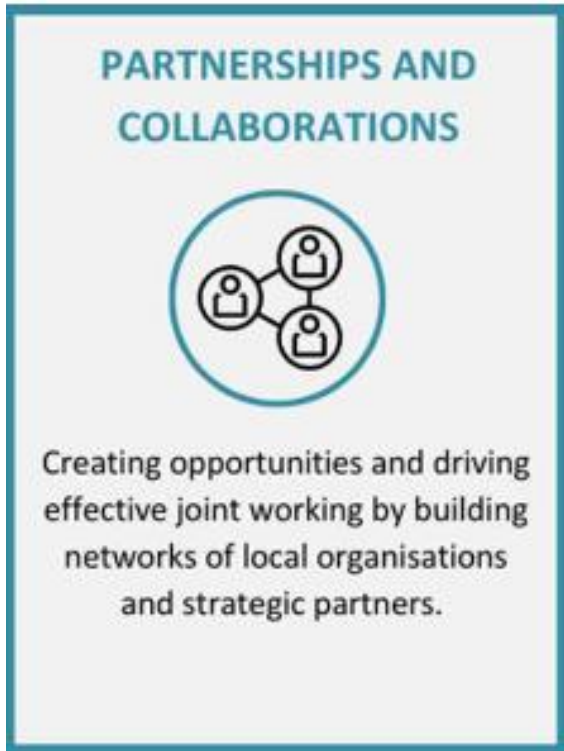 PARTNERSHIPS AND
COLLABORATIONS
Creating opportunities and driving
effective joint working by building
networks of local organisations
and strategic partners.